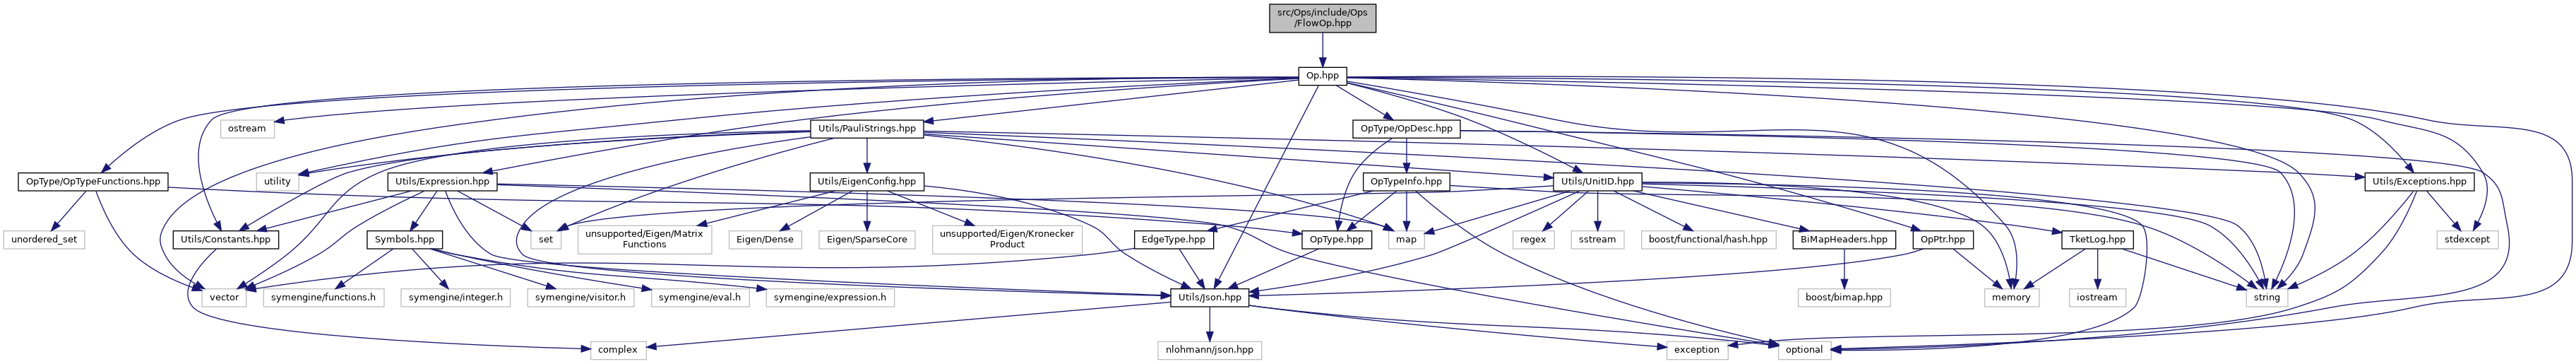 src/Ops/include/Ops
/FlowOp.hpp
Op.hpp
ostream
Utils/PauliStrings.hpp
OpType/OpDesc.hpp
OpType/OpTypeFunctions.hpp
utility
Utils/Expression.hpp
Utils/EigenConfig.hpp
OpTypeInfo.hpp
Utils/UnitID.hpp
Utils/Exceptions.hpp
unordered_set
Utils/Constants.hpp
Symbols.hpp
set
unsupported/Eigen/Matrix
Functions
Eigen/Dense
Eigen/SparseCore
unsupported/Eigen/Kronecker
Product
EdgeType.hpp
OpType.hpp
map
regex
sstream
boost/functional/hash.hpp
BiMapHeaders.hpp
OpPtr.hpp
TketLog.hpp
stdexcept
vector
symengine/functions.h
symengine/integer.h
symengine/visitor.h
symengine/eval.h
symengine/expression.h
Utils/Json.hpp
boost/bimap.hpp
memory
iostream
string
complex
nlohmann/json.hpp
exception
optional